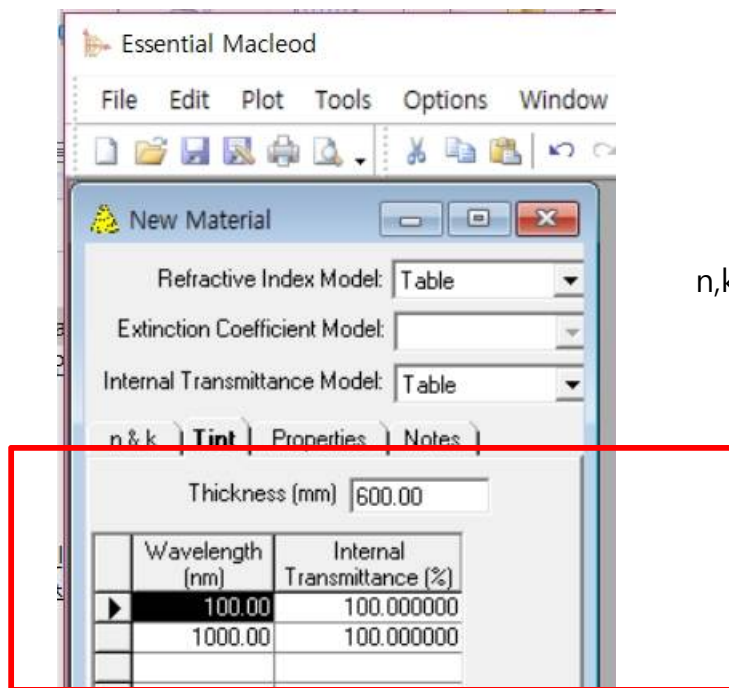 Essential Macleod
File Edit Plot Tools Options Window
New Material
Refractive Index Model: Table
n,k
Extinction Coefficient Model:
Internal Transmittance Model: Table
n & k Tint Properties Notes
Thickness (mm) 600.00
Wavelength (nm) Internal Transmittance (%)
100.00 100.000000
1000.00 100.000000